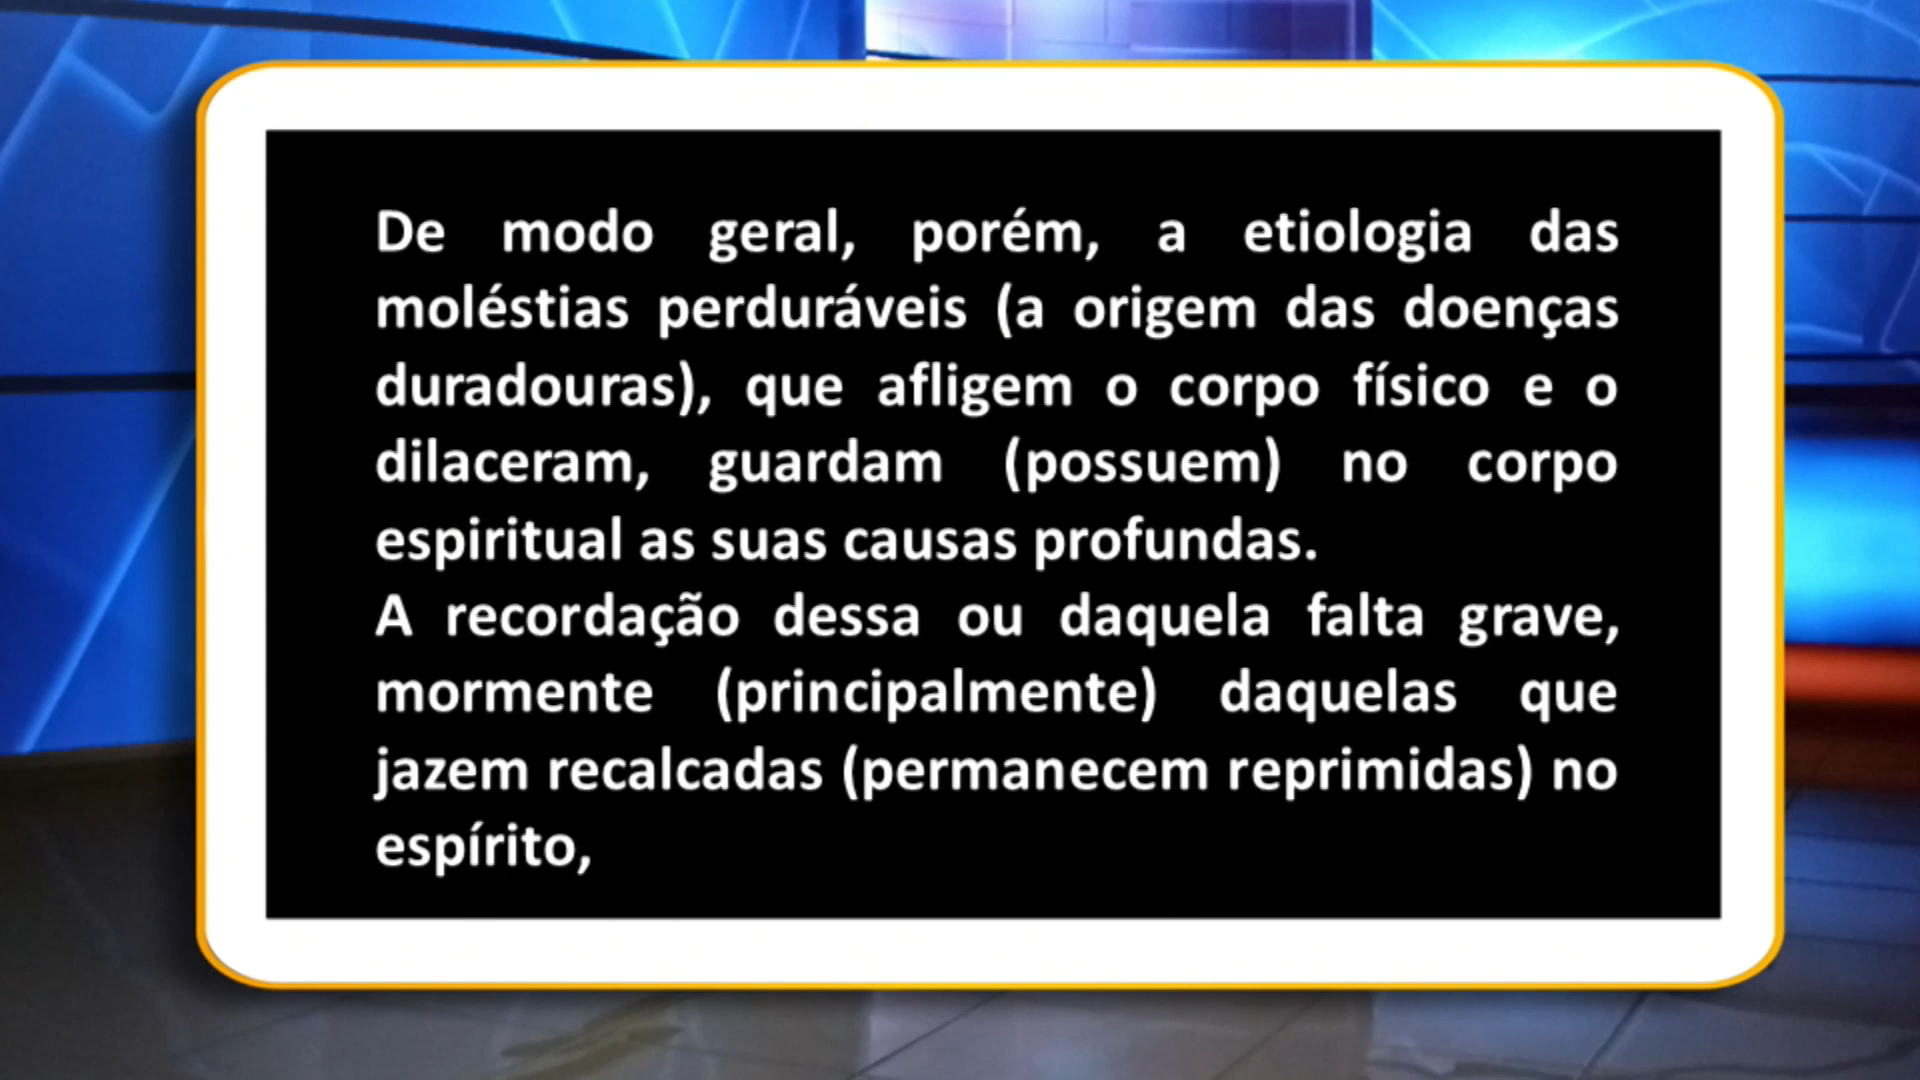 De modo geral, porém, a etiologia das
moléstias perduráveis (a origem das doenças
duradouras), que afligem o corpo físico e o
dilaceram, guardam (possuem) no corpo
espiritual as suas causas profundas.
A recordação dessa ou daquela falta grave,
mormente (principalmente) daquelas que
jazem recalcadas (permanecem reprimidas) no
espírito,